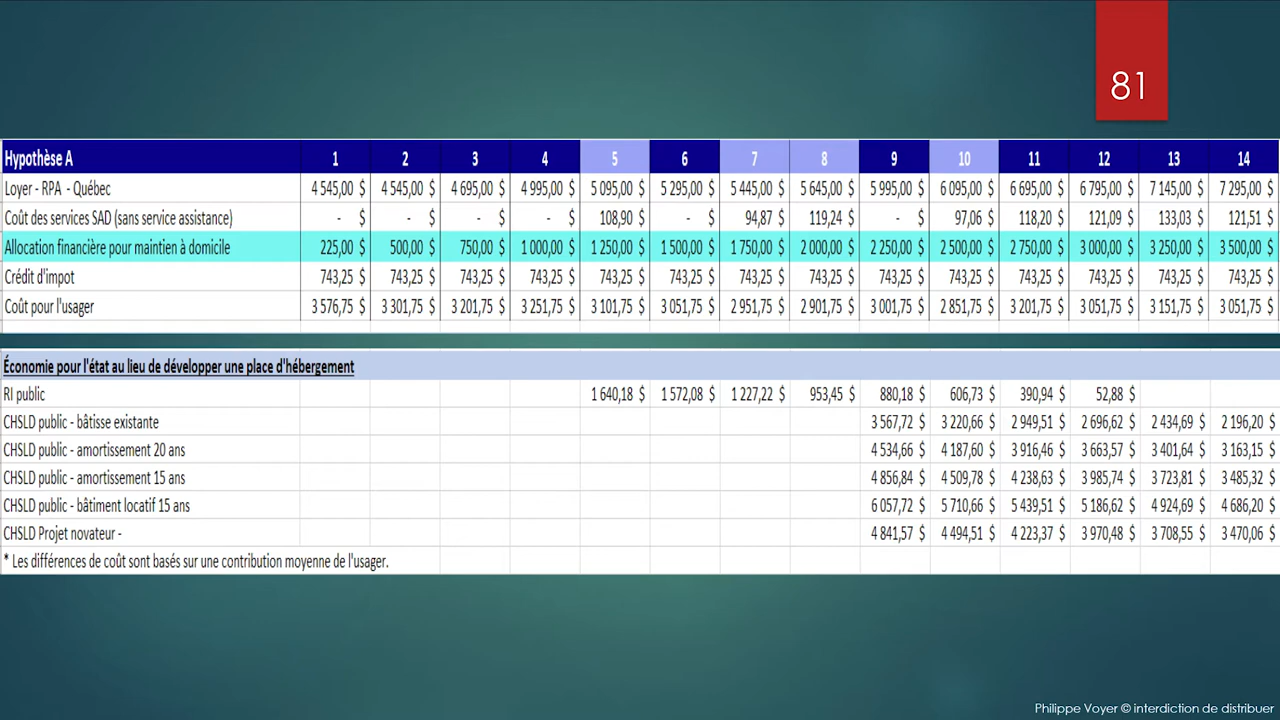 81
Hypothèse A 1 2 3 4 5 6 7 8 9 10 11 12 13 14
Loyer - RPA - Québec 4 545,00 $ 4 545,00 $ 4 695,00 $ 4 995,00 $ 5 095,00 $ 5 295,00 $ 5 445,00 $ 5 645,00 $ 5 995,00 $ 6 095,00 $ 6 695,00 $ 6 795,00 $ 7 145,00 $ 7 295,00 $
Coût des services SAD (sans service assistance) - $ - $ - $ - $ 108,90 $ - $ 94,87 $ 119,24 $ - $ 97,06 $ 118,20 $ 121,09 $ 133,03 $ 121,51 $
Allocation financière pour maintien à domicile 225,00 $ 500,00 $ 750,00 $ 1 000,00 $ 1 250,00 $ 1 500,00 $ 1 750,00 $ 2 000,00 $ 2 250,00 $ 2 500,00 $ 2 750,00 $ 3 000,00 $ 3 250,00 $ 3 500,00 $
Crédit d'impot 743,25 $ 743,25 $ 743,25 $ 743,25 $ 743,25 $ 743,25 $ 743,25 $ 743,25 $ 743,25 $ 743,25 $ 743,25 $ 743,25 $ 743,25 $ 743,25 $
Coût pour l'usager 3 576,75 $ 3 301,75 $ 3 201,75 $ 3 251,75 $ 3 101,75 $ 3 051,75 $ 2 951,75 $ 2 901,75 $ 3 001,75 $ 2 851,75 $ 3 201,75 $ 3 051,75 $ 3 151,75 $ 3 051,75 $
Économie pour l'état au lieu de développer une place d'hébergement
RI public 1 640,18 $ 1 572,08 $ 1 227,22 $ 953,45 $ 880,18 $ 606,73 $ 390,94 $ 52,88 $
CHSLD public - bâtisse existante 3 567,72 $ 3 220,66 $ 2 949,51 $ 2 696,62 $ 2 434,69 $ 2 196,20 $
CHSLD public - amortissement 20 ans 4 534,66 $ 4 187,60 $ 3 916,46 $ 3 663,57 $ 3 401,64 $ 3 163,15 $
CHSLD public - amortissement 15 ans 4 856,84 $ 4 509,78 $ 4 238,63 $ 3 985,74 $ 3 723,81 $ 3 485,32 $
CHSLD public - bâtiment locatif 15 ans 6 057,72 $ 5 710,66 $ 5 439,51 $ 5 186,62 $ 4 924,69 $ 4 686,20 $
CHSLD Projet novateur - 4 841,57 $ 4 494,51 $ 4 223,37 $ 3 970,48 $ 3 708,55 $ 3 470,06 $
* Les différences de coût sont basés sur une contribution moyenne de l'usager.
Philippe Voyer © interdiction de distribuer